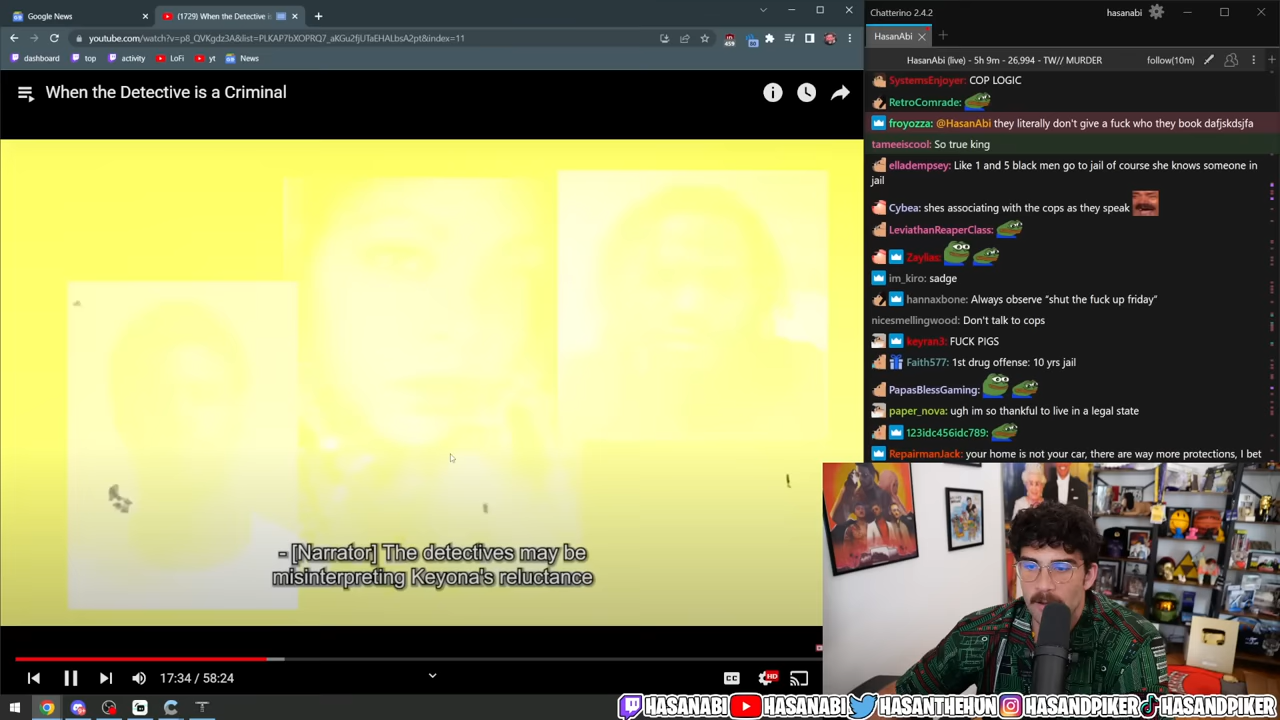 Google News
(1729) When the Detective is
youtube.com/watch?v=p8_QVKgdz3A&list=PLKAP7bXOPRQ7_aKGu2fjUTaEHALbsA2pt&index=11
dashboard
top
activity
LoFi
yt
News
When the Detective is a Criminal
- [Narrator] The detectives may be
misinterpreting Keyona's reluctance
17:34 / 58:24
CC
HD
Chatterino 2.4.2
hasanabi
HasanAbi
HasanAbi (live) - 5h 9m - 26,994 - TW// MURDER
follow(10m)
SystemsEnjoyer: COP LOGIC
RetroComrade:
froyozza: @HasanAbi they literally don't give a fuck who they book dafjskdsjfa
tameeiscool: So true king
elladempsey: Like 1 and 5 black men go to jail of course she knows someone in
jail
Cybea: shes associating with the cops as they speak
LeviathanReaperClass:
Zaylias:
im_kiro: sadge
hannaxbone: Always observe “shut the fuck up friday”
nicesmellingwood: Don't talk to cops
keyran3: FUCK PIGS
Faith577: 1st drug offense: 10 yrs jail
PapasBlessGaming:
paper_nova: ugh im so thankful to live in a legal state
123idc456idc789:
RepairmanJack: your home is not your car, there are way more protections, I bet
HASANABI
HASANABI
HASANTHEHUN
HASANDPIKER
HASANDPIKER